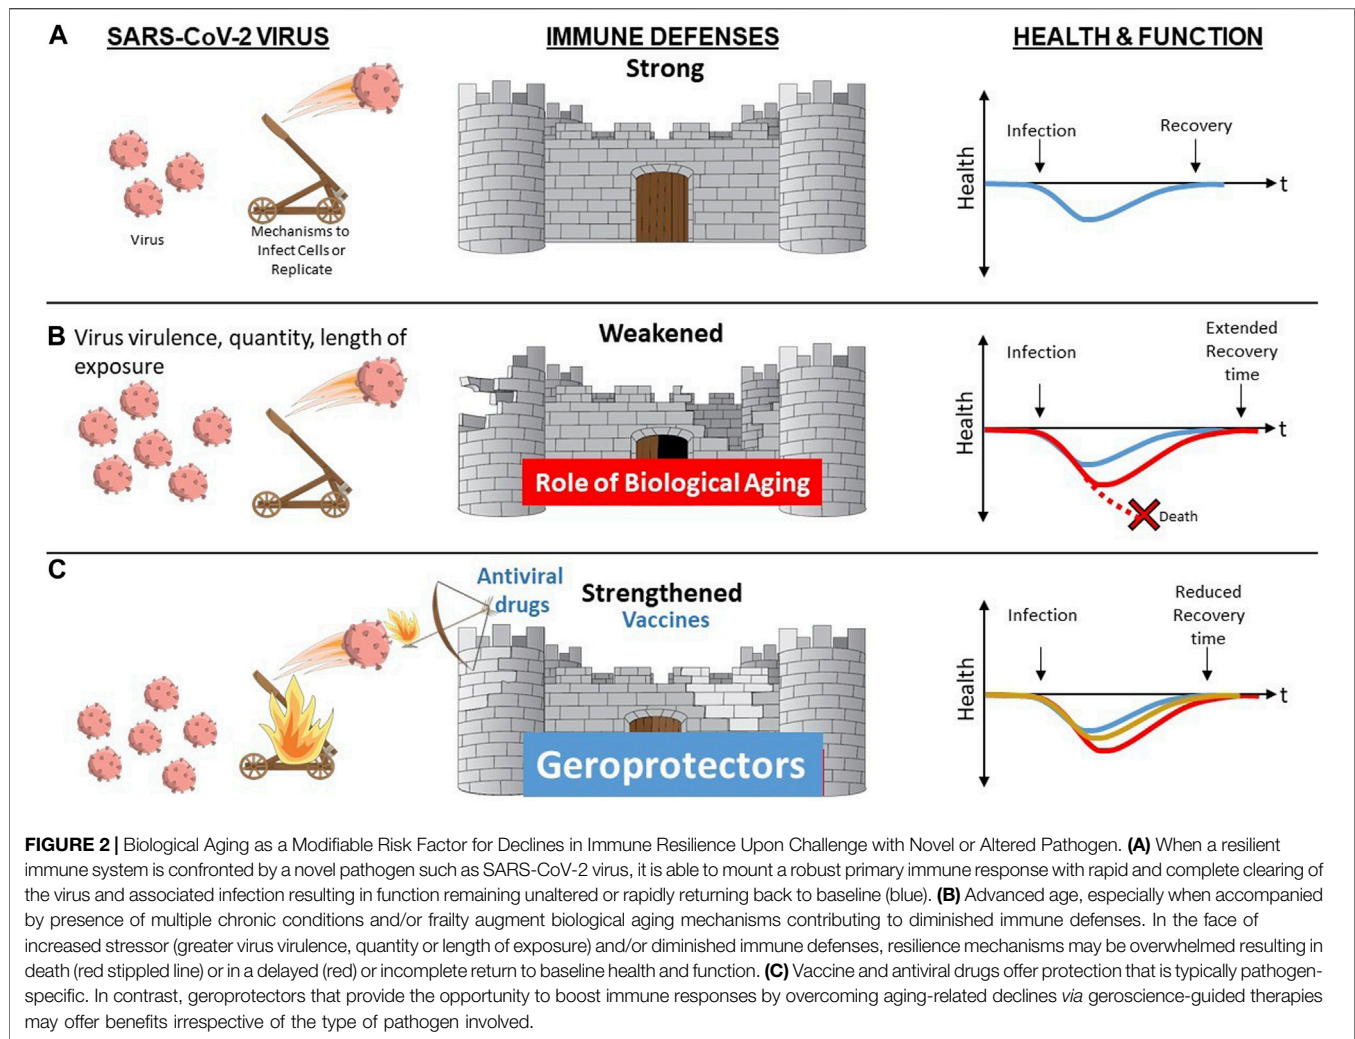 A SARS-CoV-2 VIRUS IMMUNE DEFENSES HEALTH & FUNCTION
Strong
Infection
Recovery
Health
t
Virus
Mechanisms to
Infect Cells or
Replicate
B Virus virulence, quantity, length of
exposure
Weakened
Role of Biological Aging
Infection
Extended
Recovery
time
Health
t
Death
C
Antiviral
drugs
Strengthened
Vaccines
Geroprotectors
Infection
Reduced
Recovery
time
Health
t
FIGURE 2 | Biological Aging as a Modifiable Risk Factor for Declines in Immune Resilience Upon Challenge with Novel or Altered Pathogen. (A) When a resilient
immune system is confronted by a novel pathogen such as SARS-CoV-2 virus, it is able to mount a robust primary immune response with rapid and complete clearing of
the virus and associated infection resulting in function remaining unaltered or rapidly returning back to baseline (blue). (B) Advanced age, especially when accompanied
by presence of multiple chronic conditions and/or frailty augment biological aging mechanisms contributing to diminished immune defenses. In the face of
increased stressor (greater virus virulence, quantity or length of exposure) and/or diminished immune defenses, resilience mechanisms may be overwhelmed resulting in
death (red stippled line) or in a delayed (red) or incomplete return to baseline health and function. (C) Vaccine and antiviral drugs offer protection that is typically pathogen-
specific. In contrast, geroprotectors that provide the opportunity to boost immune responses by overcoming aging-related declines via geroscience-guided therapies
may offer benefits irrespective of the type of pathogen involved.